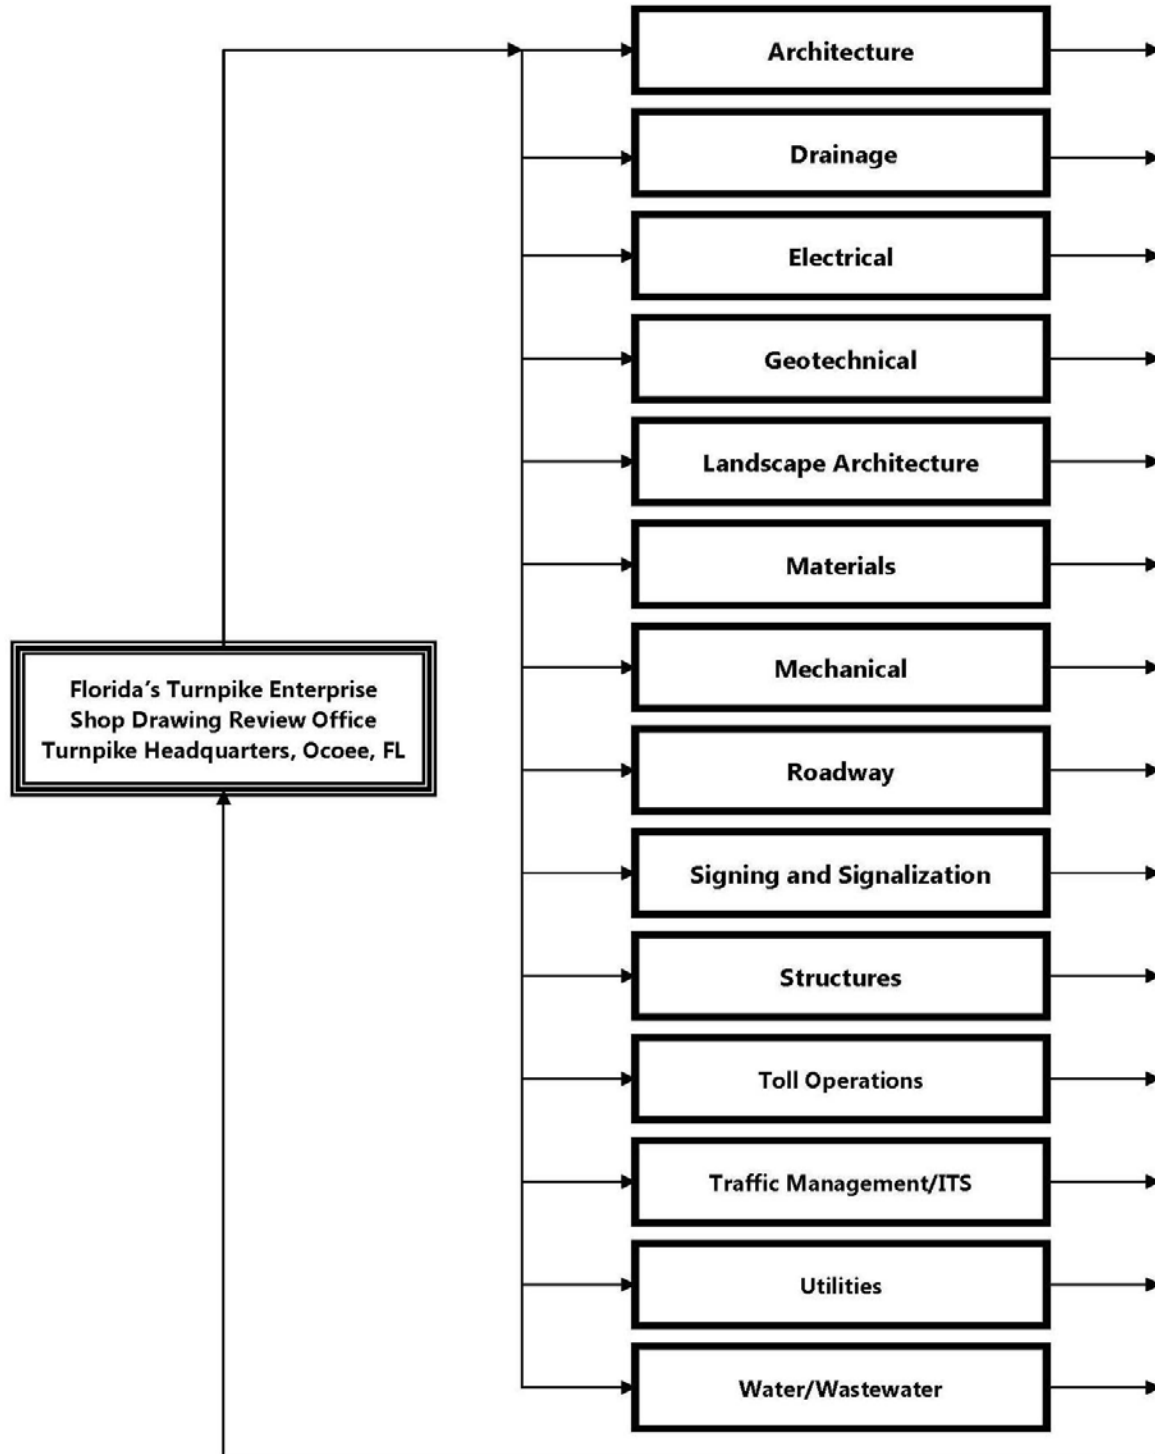 Architecture
Drainage
Electrical
Geotechnical
Landscape Architecture
Materials
Mechanical
Florida’s Turnpike Enterprise
Shop Drawing Review Office
Turnpike Headquarters, Ocoee, FL
Roadway
Signing and Signalization
Structures
Toll Operations
Traffic Management/ITS
Utilities
Water/Wastewater